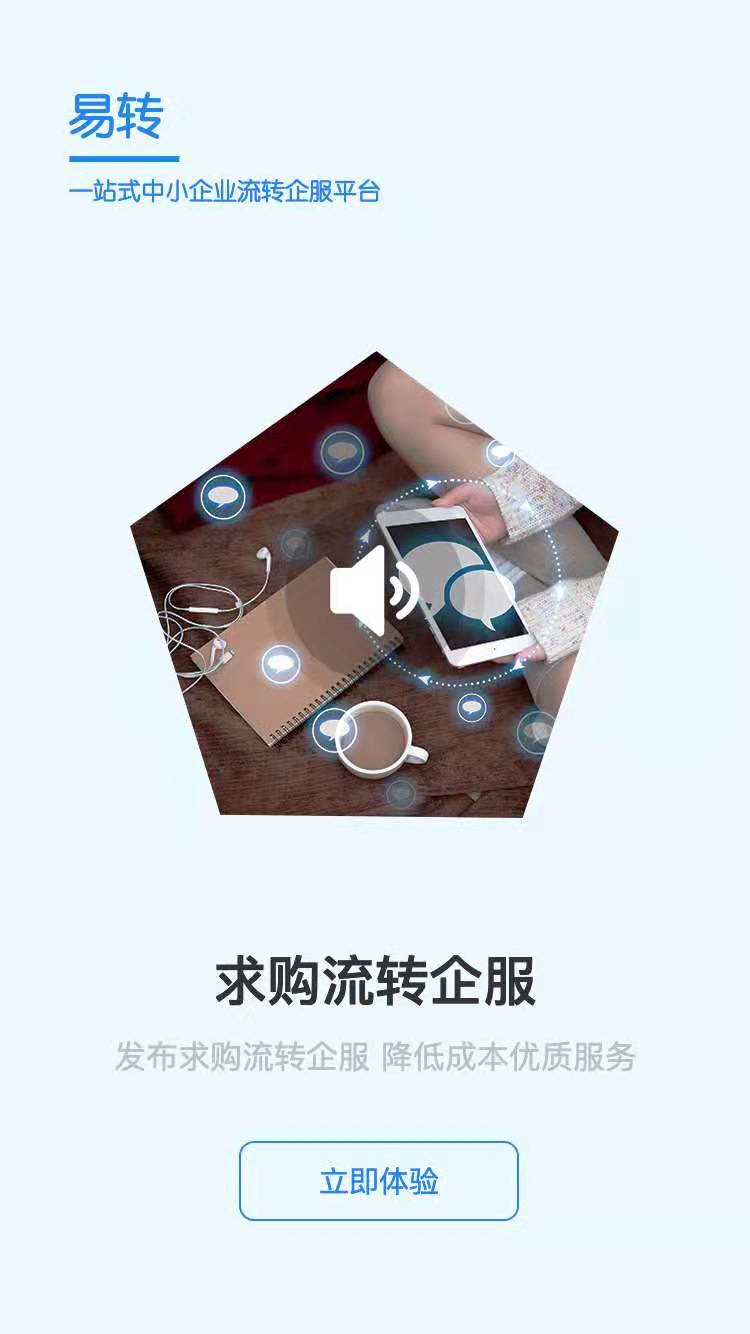 易转
一站式中小企业流转企服平台
求购流转企服
发布求购流转企服 降低成本优质服务
立即体验